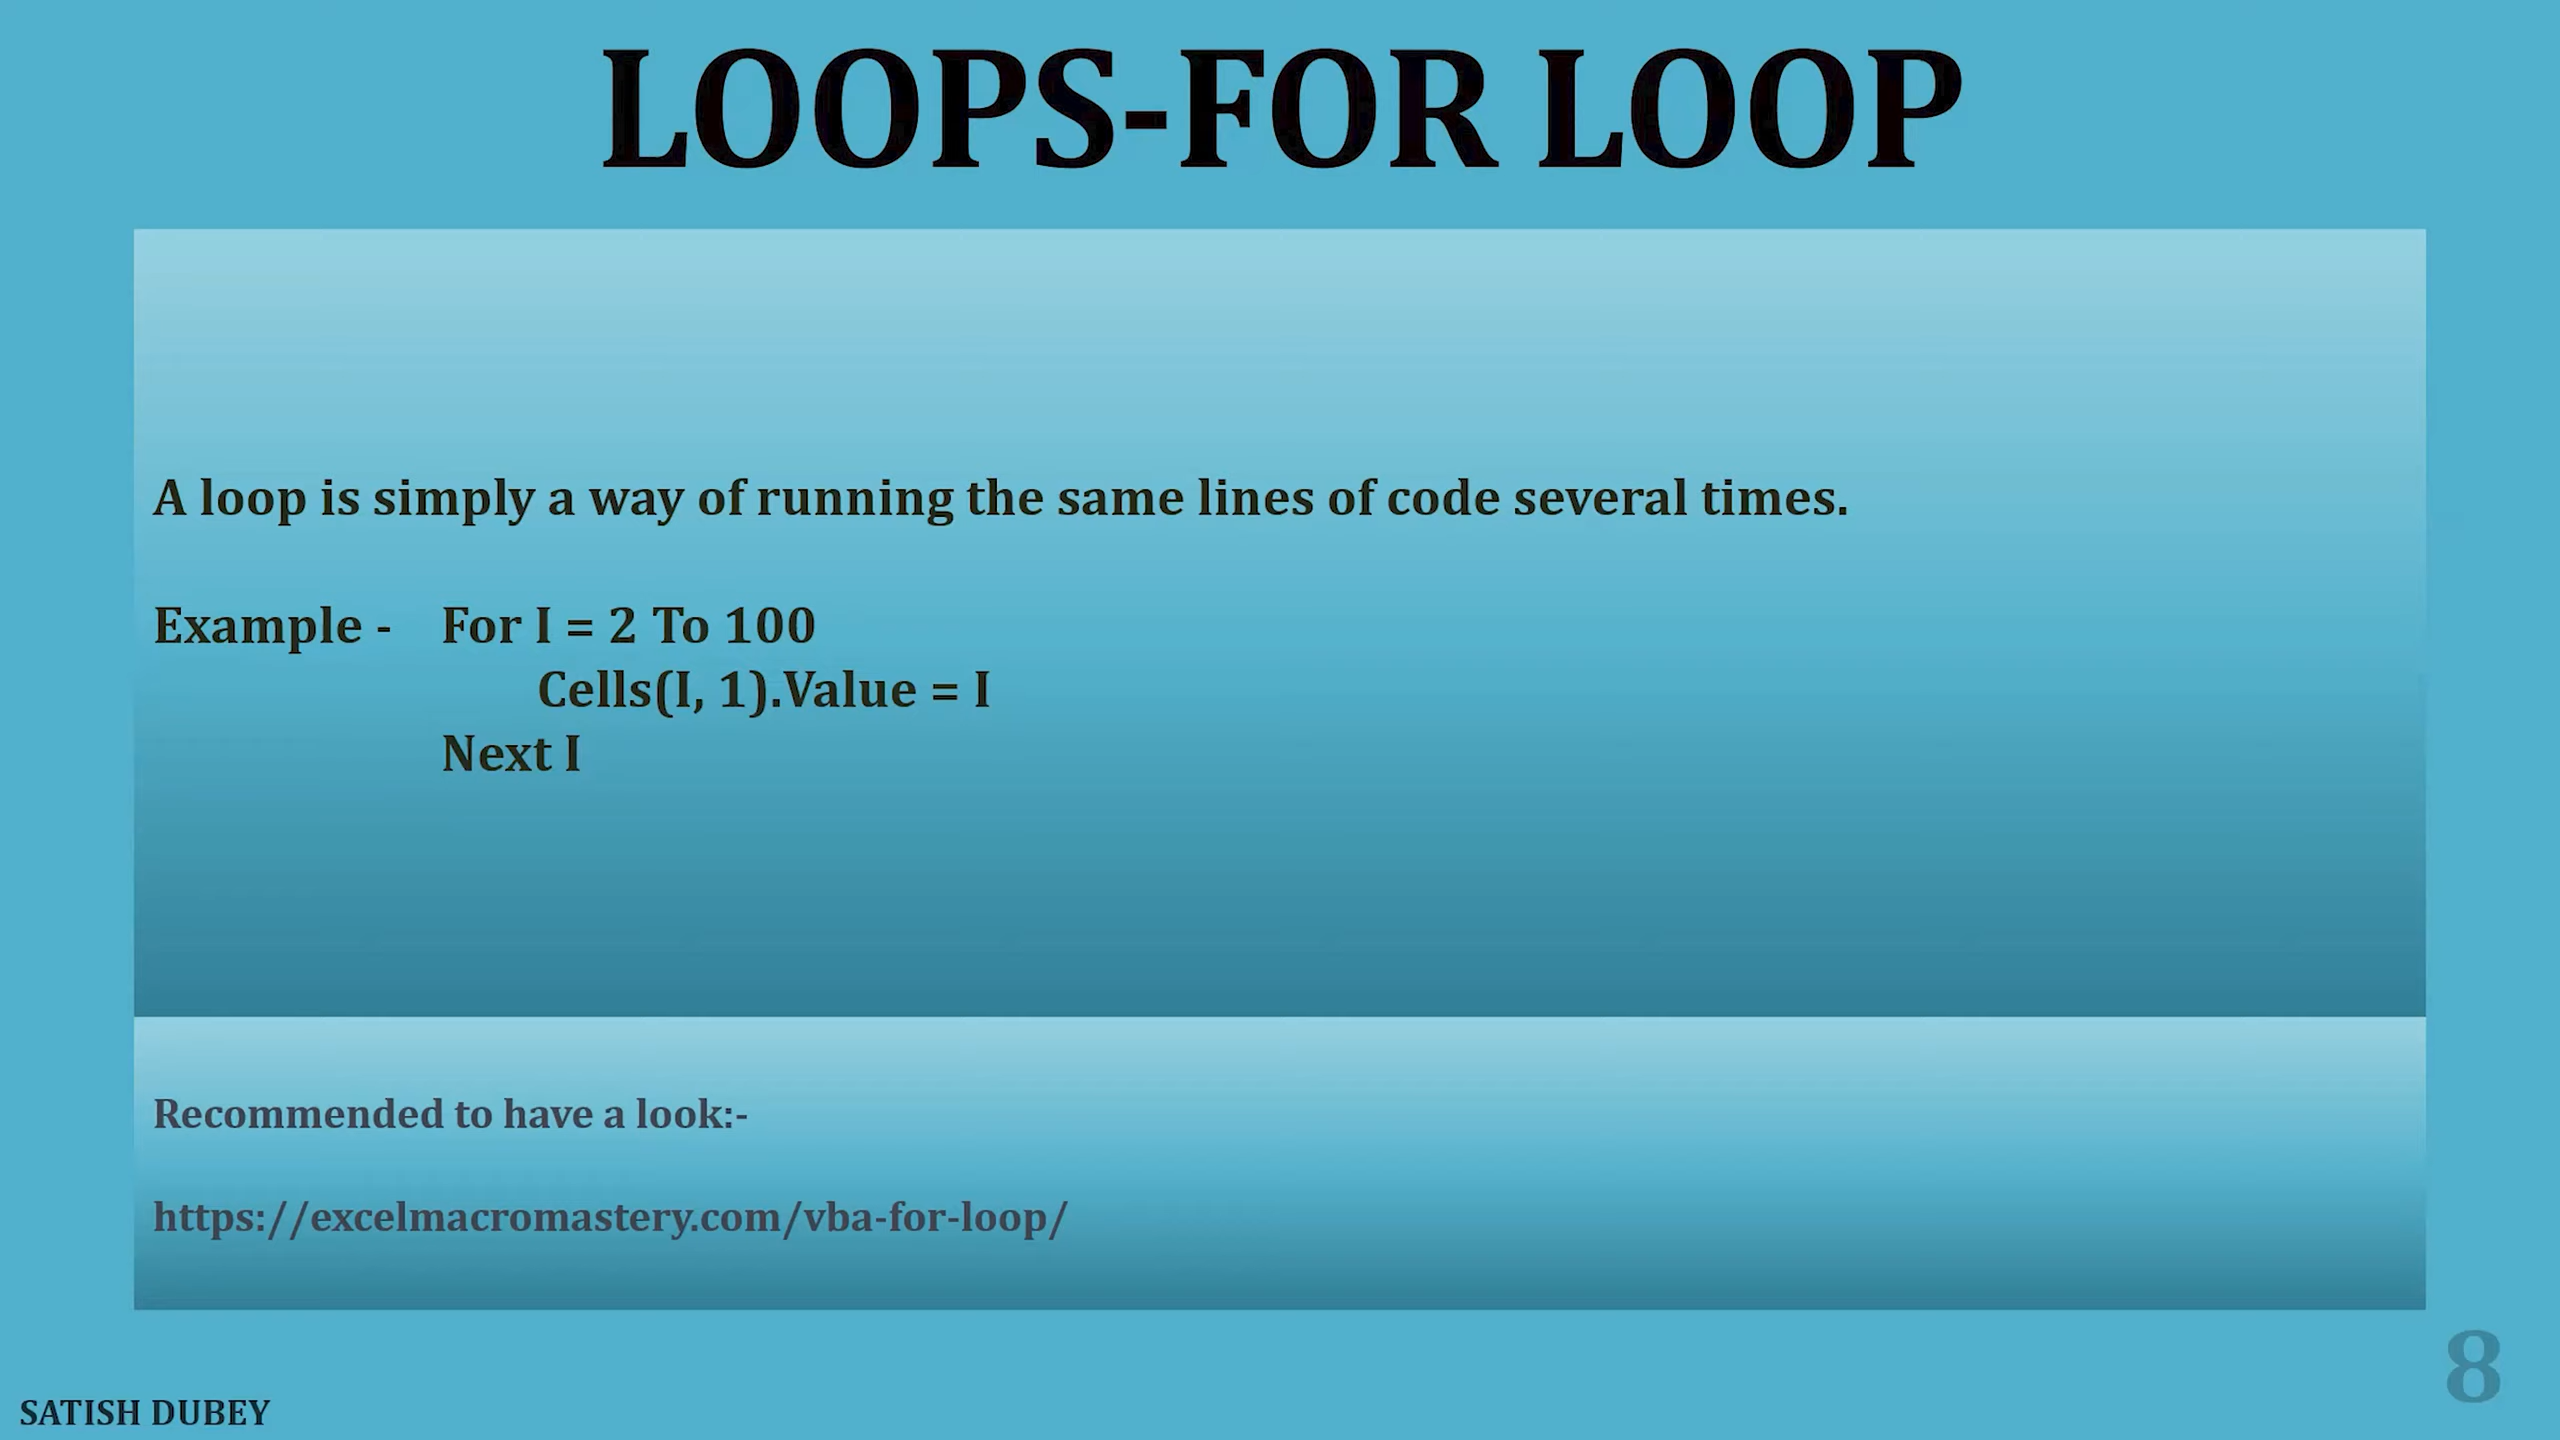 LOOPS-FOR LOOP
A loop is simply a way of running the same lines of code several times.
Example - For I = 2 To 100
Cells(I, 1).Value = I
Next I
Recommended to have a look:-
https://excelmacromastery.com/vba-for-loop/
8
SATISH DUBEY